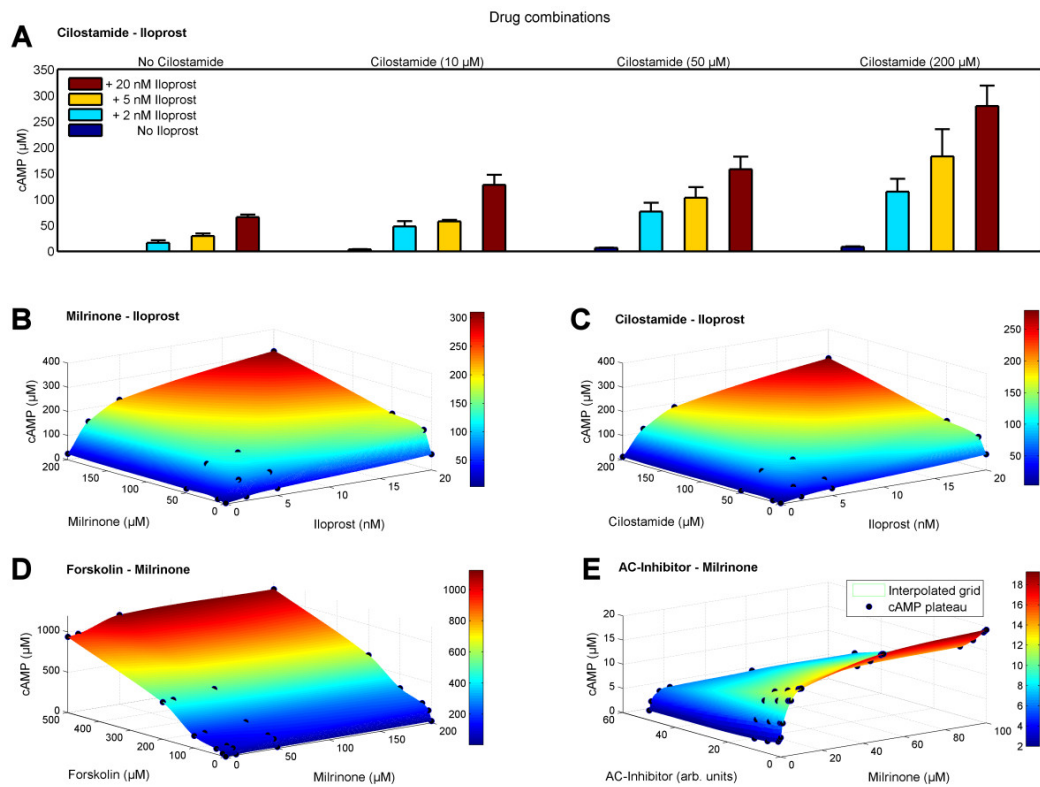 Drug combinations
A
Cilostamide - Iloprost
No Cilostamide
Cilostamide (10 µM)
Cilostamide (50 µM)
Cilostamide (200 µM)
350
300
250
200
150
100
50
0
cAMP (µM)
+ 20 nM Iloprost
+ 5 nM Iloprost
+ 2 nM Iloprost
No Iloprost
B
Milrinone - Iloprost
400
300
200
100
0
cAMP (µM)
200
150
100
50
0
Milrinone (µM)
0
5
10
15
20
Iloprost (nM)
300
250
200
150
100
50
C
Cilostamide - Iloprost
400
300
200
100
0
cAMP (µM)
200
150
100
50
0
Cilostamide (µM)
0
5
10
15
20
Iloprost (nM)
250
200
150
100
50
D
Forskolin - Milrinone
1000
500
0
cAMP (µM)
500
400
300
200
100
0
Forskolin (µM)
0
50
100
150
200
Milrinone (µM)
1000
800
600
400
200
E
AC-Inhibitor - Milrinone
Interpolated grid
cAMP plateau
20
15
10
5
0
cAMP (µM)
60
40
20
0
AC-Inhibitor (arb. units)
0
20
40
60
80
100
Milrinone (µM)
18
16
14
12
10
8
6
4
2